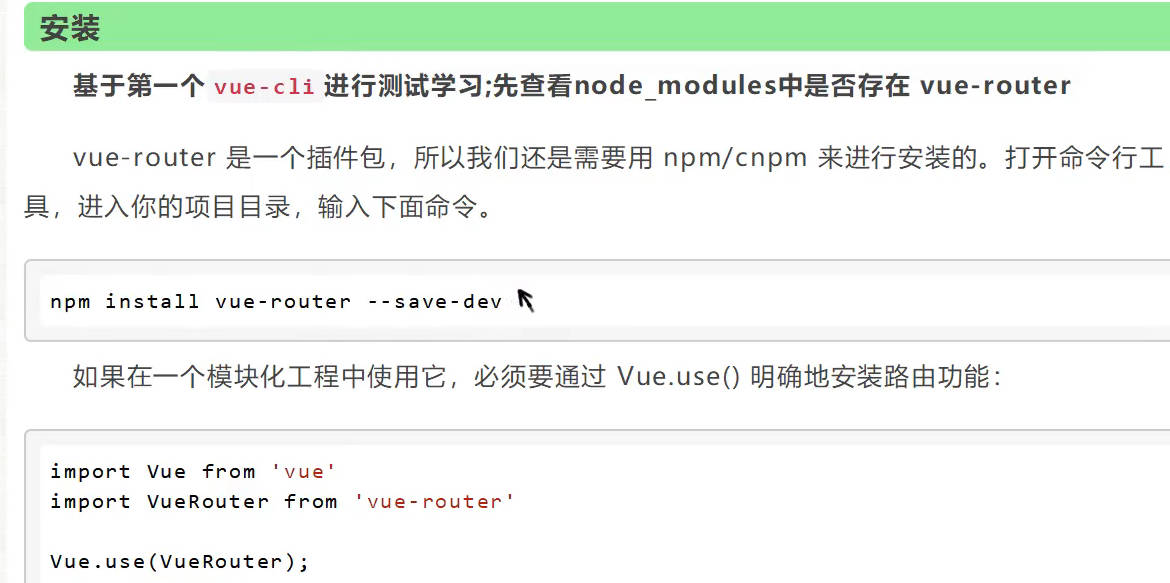 安装
基于第一个 vue-cli 进行测试学习;先查看node_modules中是否存在 vue-router
vue-router 是一个插件包，所以我们还是需要用 npm/cnpm 来进行安装的。打开命令行工
具，进入你的项目目录，输入下面命令。
npm install vue-router --save-dev
如果在一个模块化工程中使用它，必须要通过 Vue.use() 明确地安装路由功能：
import Vue from 'vue'
import VueRouter from 'vue-router'
Vue.use(VueRouter);